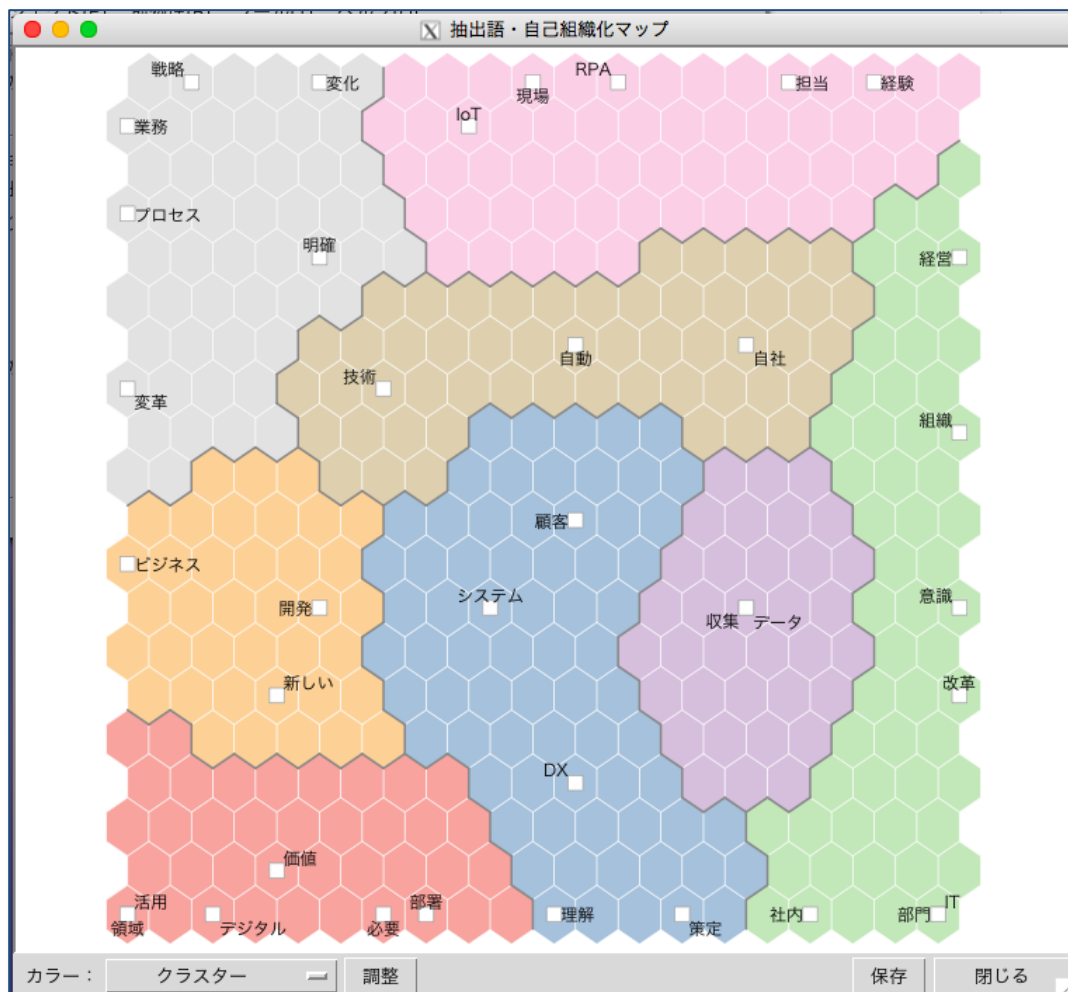 抽出語・自己組織化マップ
戦略
変化
RPA
現場
担当
経験
IoT
業務
プロセス
明確
経営
自動
自社
技術
変革
組織
顧客
ビジネス
システム
開発
収集
データ
意識
新しい
改革
DX
価値
活用
領域
デジタル
必要
部署
理解
策定
社内
部門
IT
カラー：
クラスター
調整
保存
閉じる